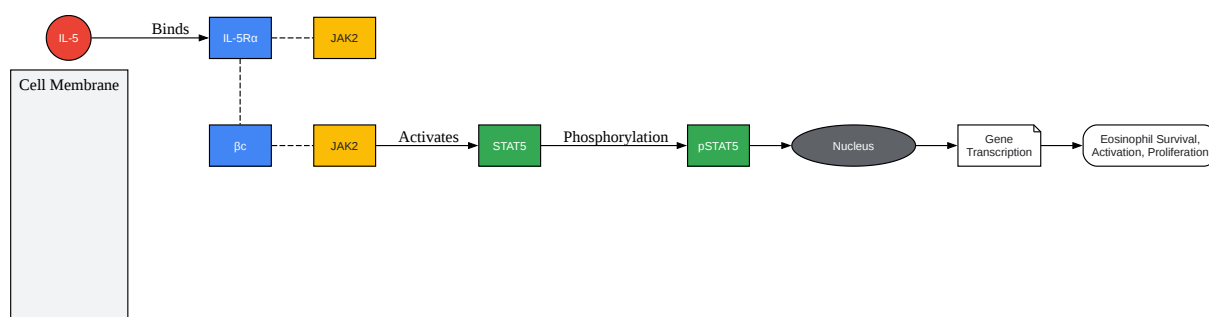 IL-5
Binds
IL-5Rα
JAK2
Cell Membrane
βc
JAK2
Activates
STAT5
Phosphorylation
pSTAT5
Nucleus
Gene
Transcription
Eosinophil Survival,
Activation, Proliferation